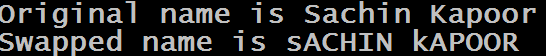 Original name is Sachin Kapoor
Swapped name is sACHIN kAPOOR